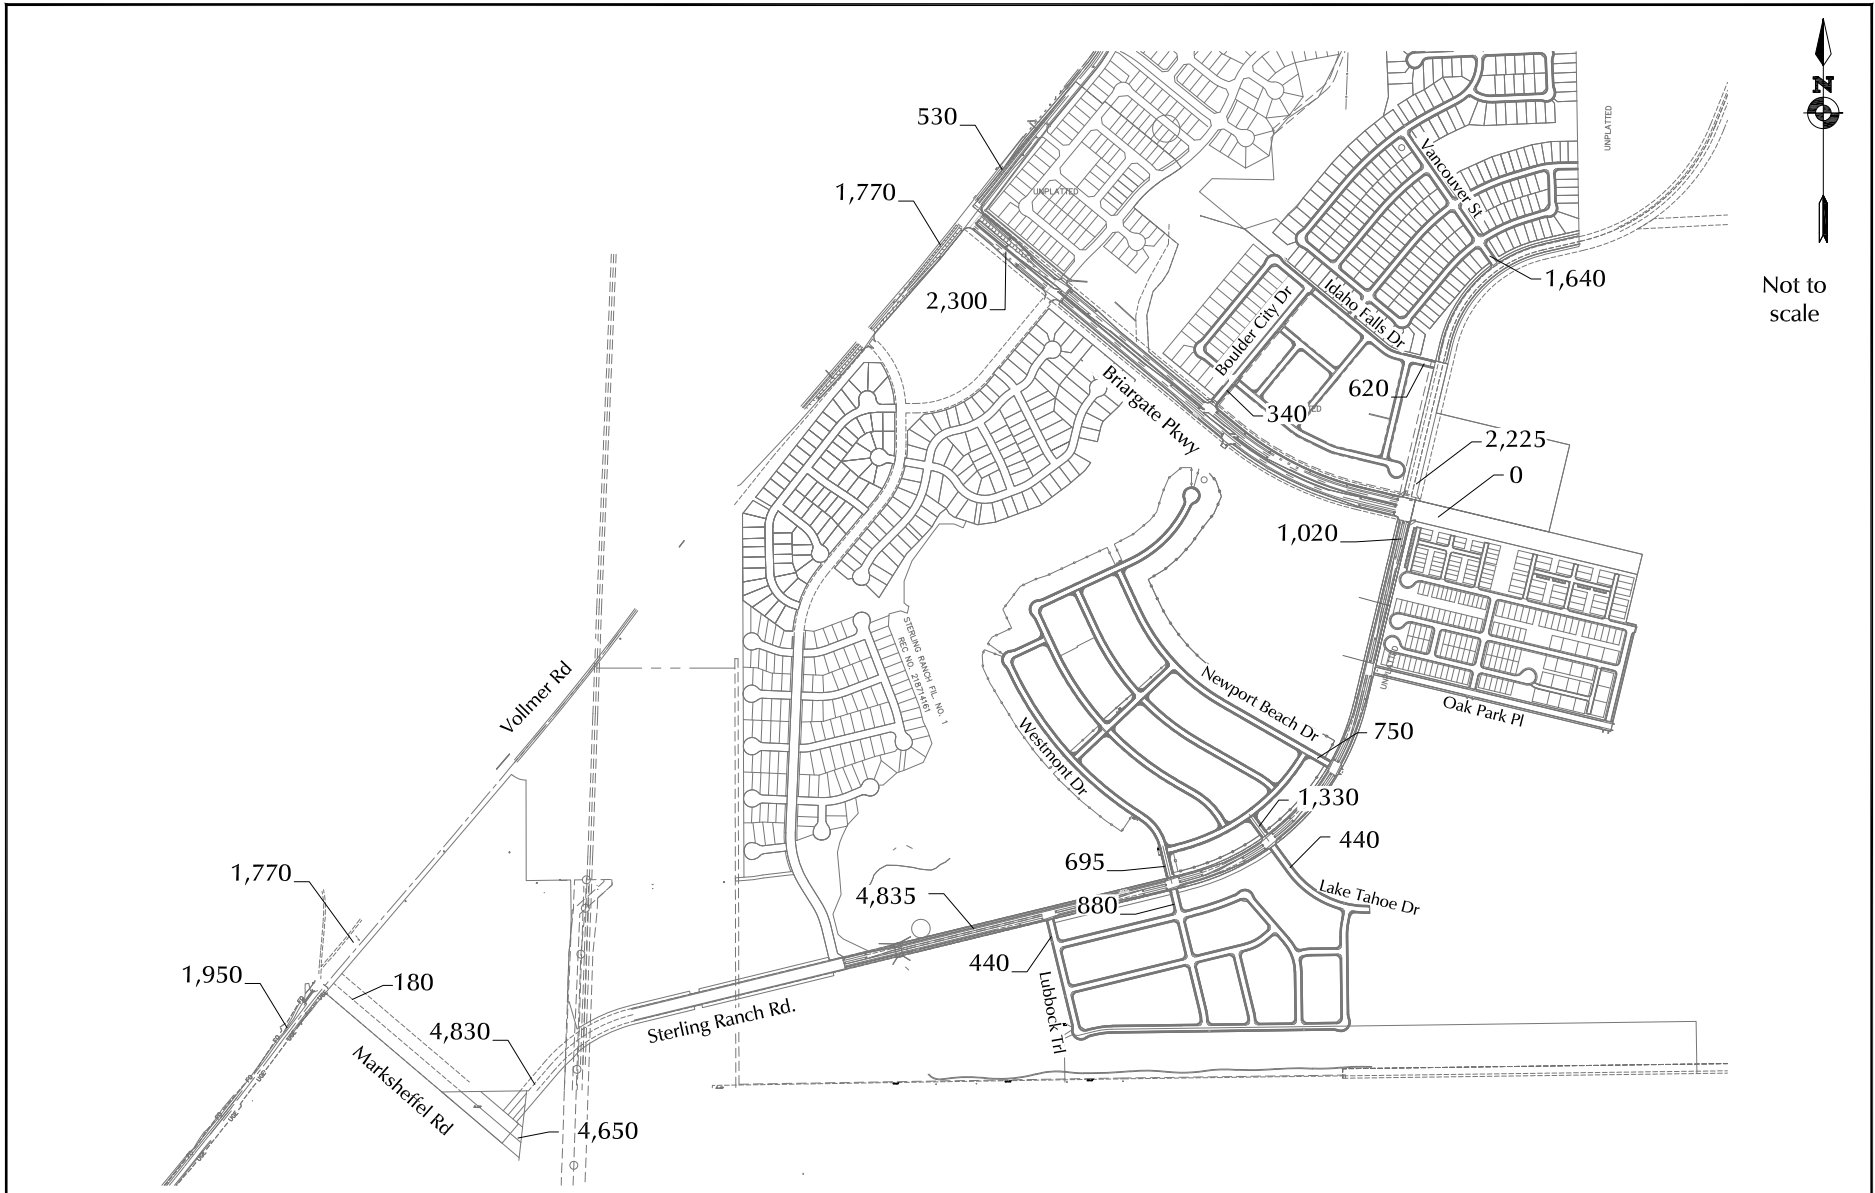 N
Not to
scale
530
1,770
2,300
UNPLATTED
UNPLATTED
Vancouver St
1,640
Idaho Falls Dr
Boulder City Dr
620
340
Briargate Pkwy
2,225
0
1,020
STERLING RANCH FIL. NO. 1
REC NO. 218714161
Vollmer Rd
Newport Beach Dr
Oak Park Pl
750
Westmont Dr
1,330
440
695
Lake Tahoe Dr
1,770
4,835
880
440
1,950
180
Lubbock Trl
4,830
Sterling Ranch Rd.
Marksheffel Rd
4,650